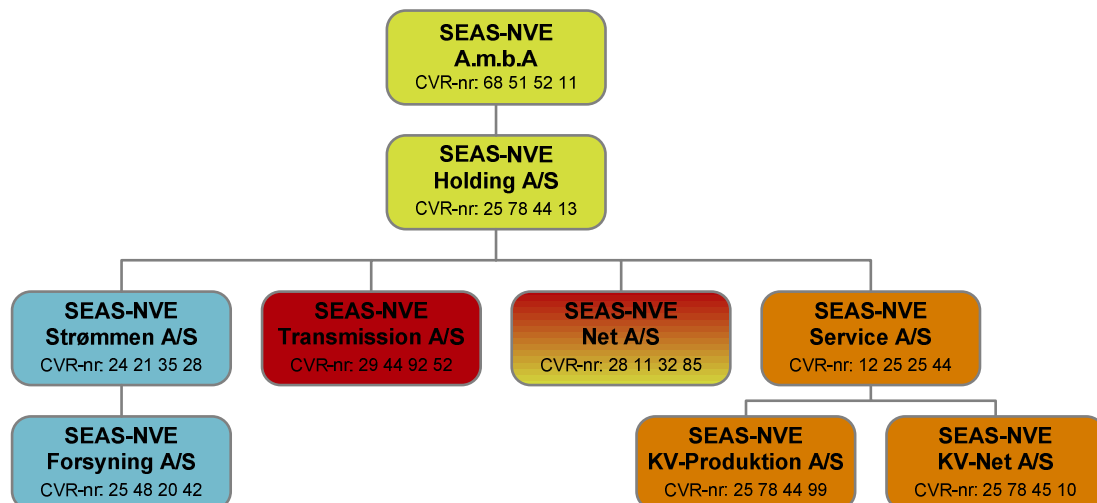 SEAS-NVE
A.m.b.A
CVR-nr: 68 51 52 11
SEAS-NVE
Holding A/S
CVR-nr: 25 78 44 13
SEAS-NVE
Strømmen A/S
CVR-nr: 24 21 35 28
SEAS-NVE
Transmission A/S
CVR-nr: 29 44 92 52
SEAS-NVE
Net A/S
CVR-nr: 28 11 32 85
SEAS-NVE
Service A/S
CVR-nr: 12 25 25 44
SEAS-NVE
Forsyning A/S
CVR-nr: 25 48 20 42
SEAS-NVE
KV-Produktion A/S
CVR-nr: 25 78 44 99
SEAS-NVE
KV-Net A/S
CVR-nr: 25 78 45 10